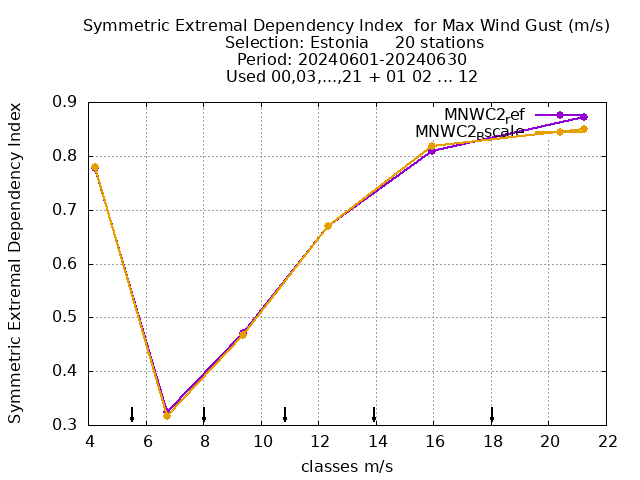 Symmetric Extremal Dependency Index  for Max Wind Gust (m/s)
Selection: Estonia     20 stations
Period: 20240601-20240630
Used 00,03,...,21 + 01 02 ... 12
Symmetric Extremal Dependency Index
0.9
0.8
0.7
0.6
0.5
0.4
0.3
MNWC2_ref
MNWC2_Bscale
4 6 8 10 12 14 16 18 20 22
classes m/s